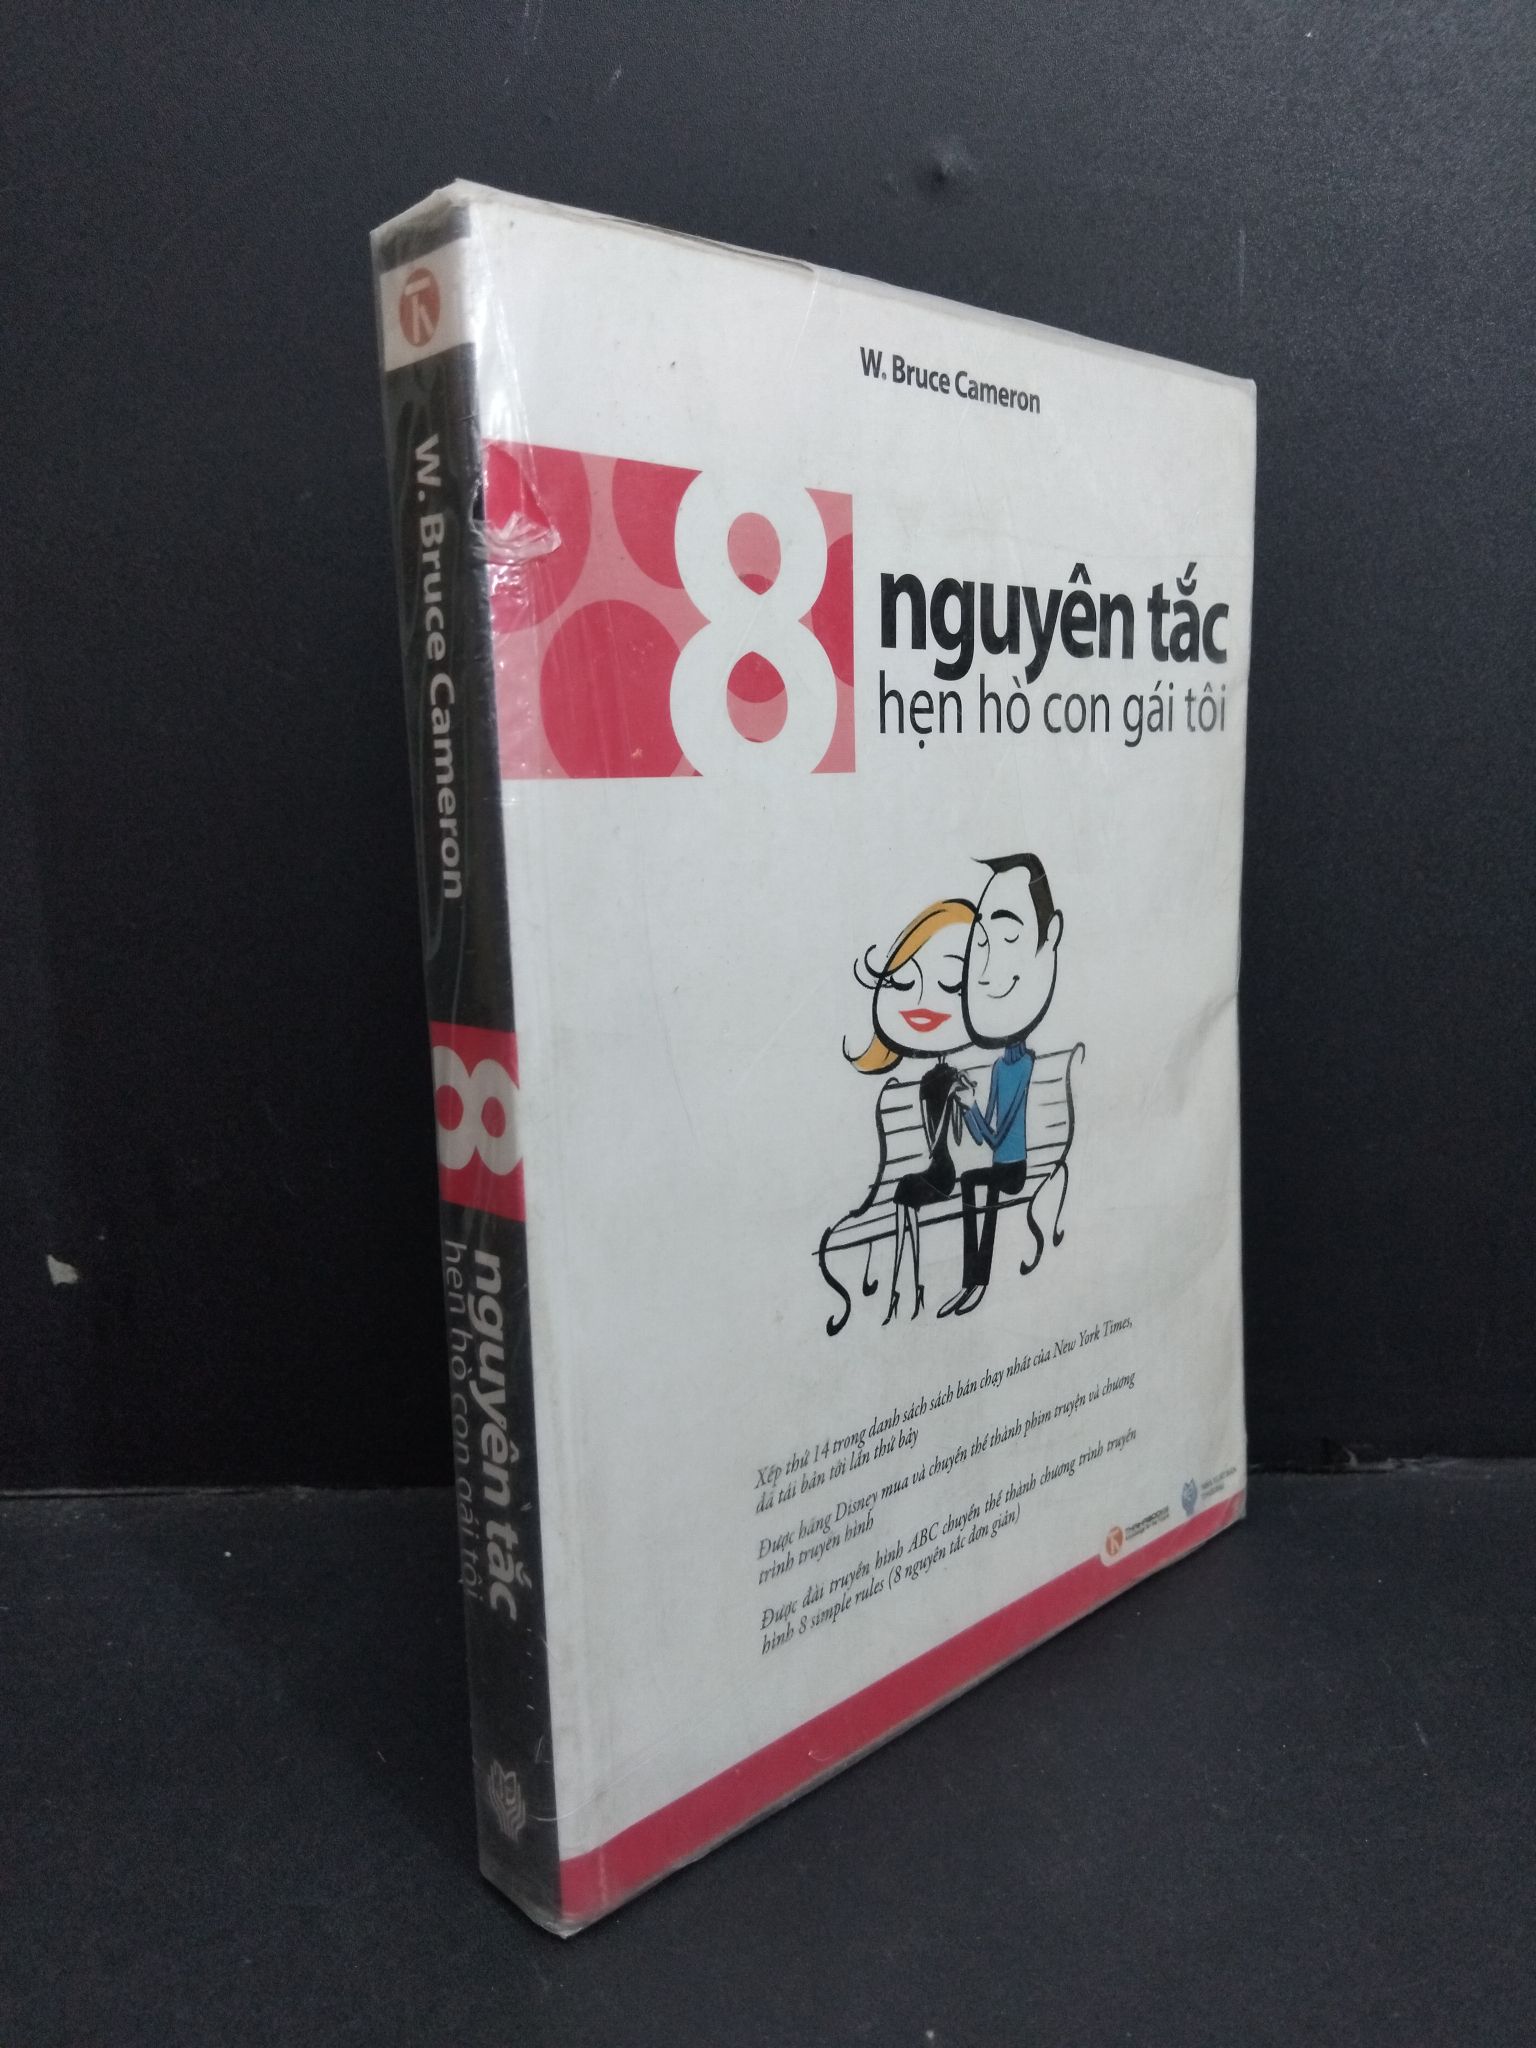 W. Bruce Cameron
8
nguyên tắc
hẹn hò con gái tôi
Xếp thứ 14 trong danh sách sách bán chạy nhất của New York Times,
đã tái bản tới lần thứ bảy
Được hãng Disney mua và chuyển thể thành phim truyện và chương
trình truyền hình
Được đài truyền hình ABC chuyển thể thành chương trình truyền
hình 8 simple rules (8 nguyên tắc đơn giản)
THAIHABOOKS
W. Bruce Cameron
8
nguyên tắc
hẹn hò con gái tôi